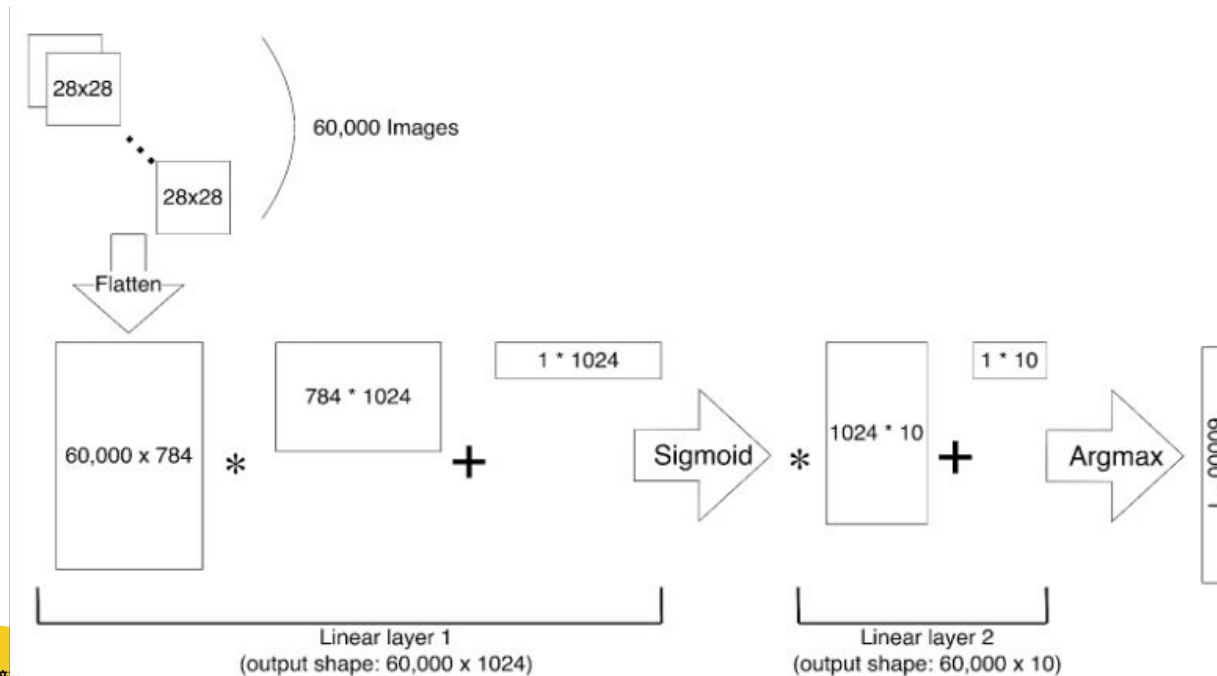 28x28
60,000 Images
28x28
Flatten
60,000 x 784
*
784 * 1024
+
1 * 1024
Sigmoid
*
1024 * 10
+
1 * 10
Argmax
60000
Linear layer 1
(output shape: 60,000 x 1024)
Linear layer 2
(output shape: 60,000 x 10)